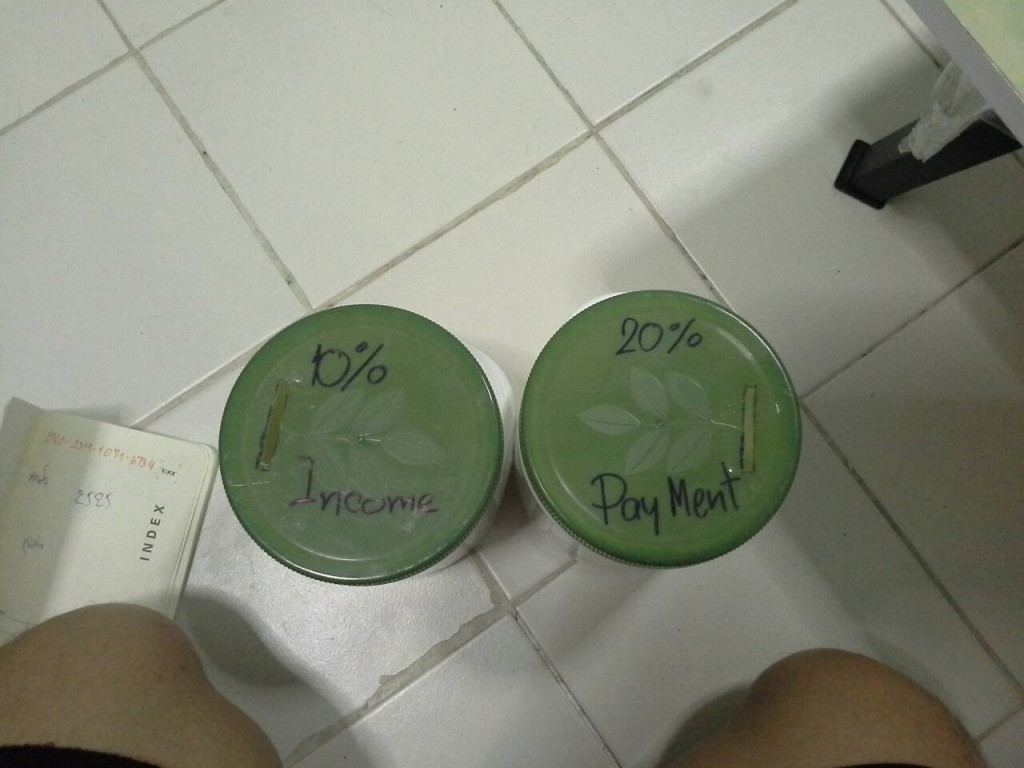 10%
Income
20%
PayMent
2525
INDEX